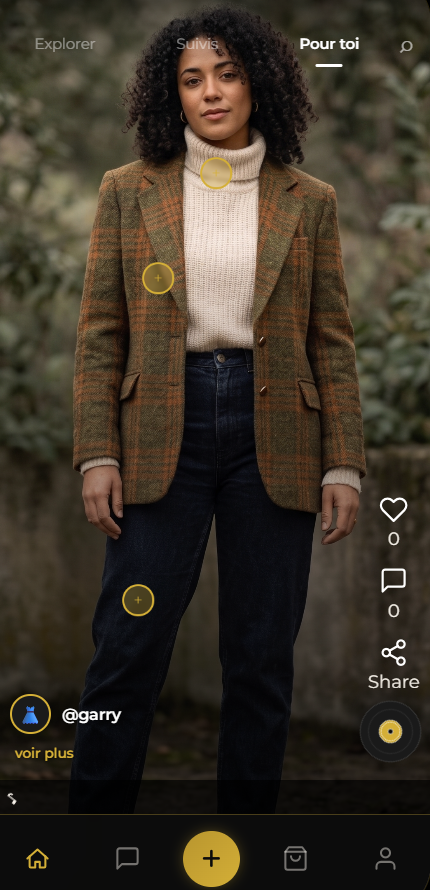 Explorer Suivis Pour toi
0
0
Share
@garry
voir plus